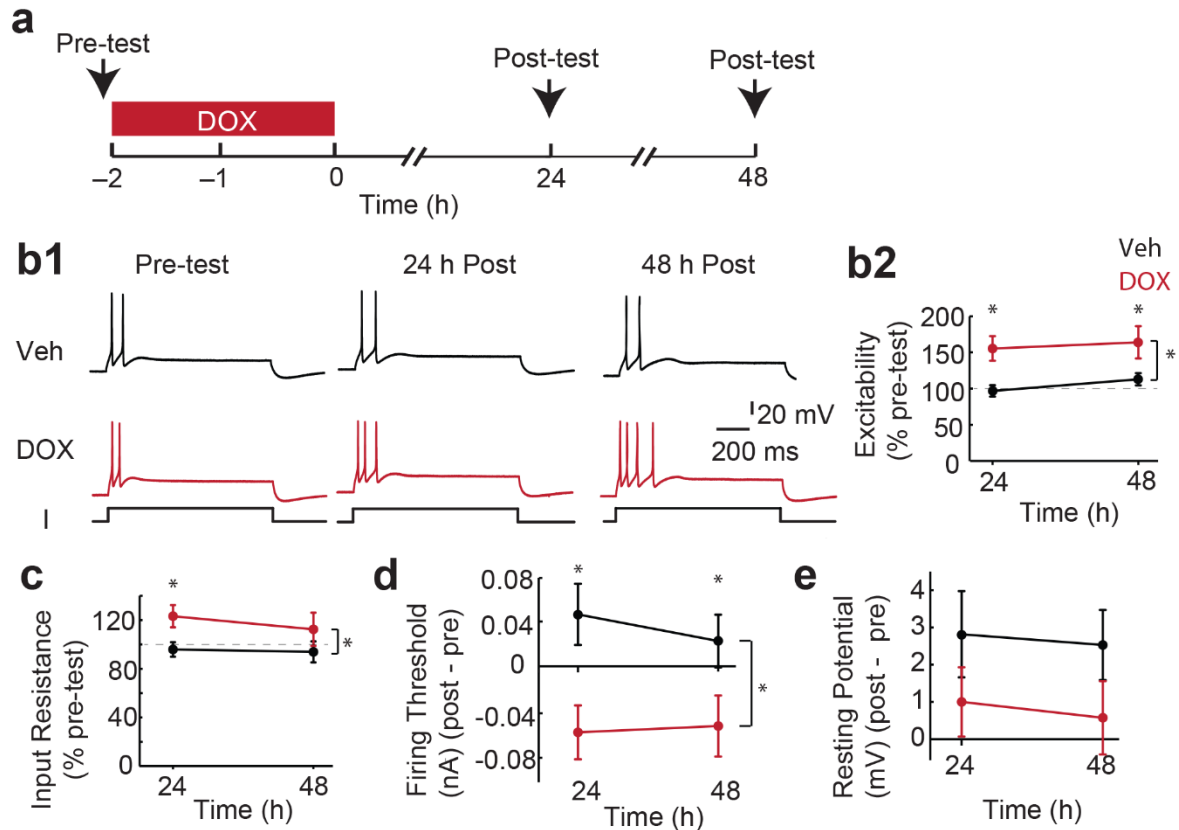 a
Pre-test
Post-test
Post-test
DOX
–2
–1
0
24
48
Time (h)
b1
Pre-test
24 h Post
48 h Post
Veh
DOX
I
20 mV
200 ms
b2
Veh
DOX
* *
*
200
150
100
50
0
Excitability
(% pre-test)
24
48
Time (h)
c
*
*
120
80
40
0
Input Resistance
(% pre-test)
24
48
Time (h)
d
* *
*
0.08
0.04
0
-0.04
-0.08
Firing Threshold
(nA) (post - pre)
24
48
Time (h)
e
4
3
2
1
0
Resting Potential
(mV) (post - pre)
24
48
Time (h)